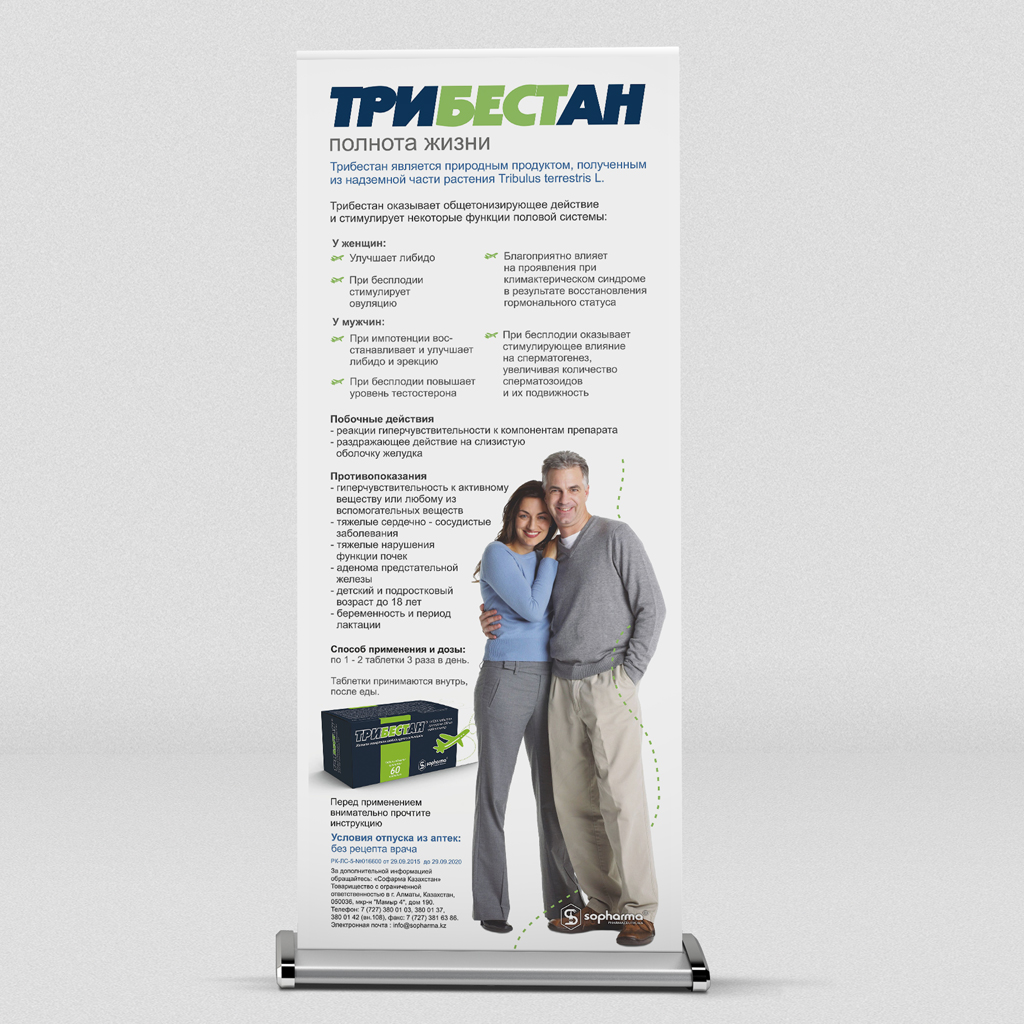 ТРИБЕСТАН
полнота жизни
Трибестан является природным продуктом, полученным
из надземной части растения Tribulus terrestris L.
Трибестан оказывает общетонизирующее действие
и стимулирует некоторые функции половой системы:
У женщин:
Улучшает либидо
При бесплодии
стимулирует
овуляцию
Благоприятно влияет
на проявления при
климактерическом синдроме
в результате восстановления
гормонального статуса
У мужчин:
При импотенции вос-
станавливает и улучшает
либидо и эрекцию
При бесплодии повышает
уровень тестостерона
При бесплодии оказывает
стимулирующее влияние
на сперматогенез,
увеличивая количество
сперматозоидов
и их подвижность
Побочные действия
- реакции гиперчувствительности к компонентам препарата
- раздражающее действие на слизистую
оболочку желудка
Противопоказания
- гиперчувствительность к активному
веществу или любому из
вспомогательных веществ
- тяжелые сердечно - сосудистые
заболевания
- тяжелые нарушения
функции почек
- аденома предстательной
железы
- детский и подростковый
возраст до 18 лет
- беременность и период
лактации
Способ применения и дозы:
по 1 - 2 таблетки 3 раза в день.
Таблетки принимаются внутрь,
после еды.
ТРИБЕСТАН
60
sopharma
Перед применением
внимательно прочтите
инструкцию
Условия отпуска из аптек:
без рецепта врача
РК-ЛС-5-№016600 от 29.09.2015 до 29.09.2020
За дополнительной информацией
обращайтесь: «Софарма Казахстан»
Товарищество с ограниченной
ответственностью в г. Алматы, Казахстан,
050036, мкр-н "Мамыр 4", дом 190.
Телефон: 7 (727) 380 01 03, 380 01 37,
380 01 42 (вн.108), факс: 7 (727) 381 63 86.
Электронная почта : info@sopharma.kz
sopharma